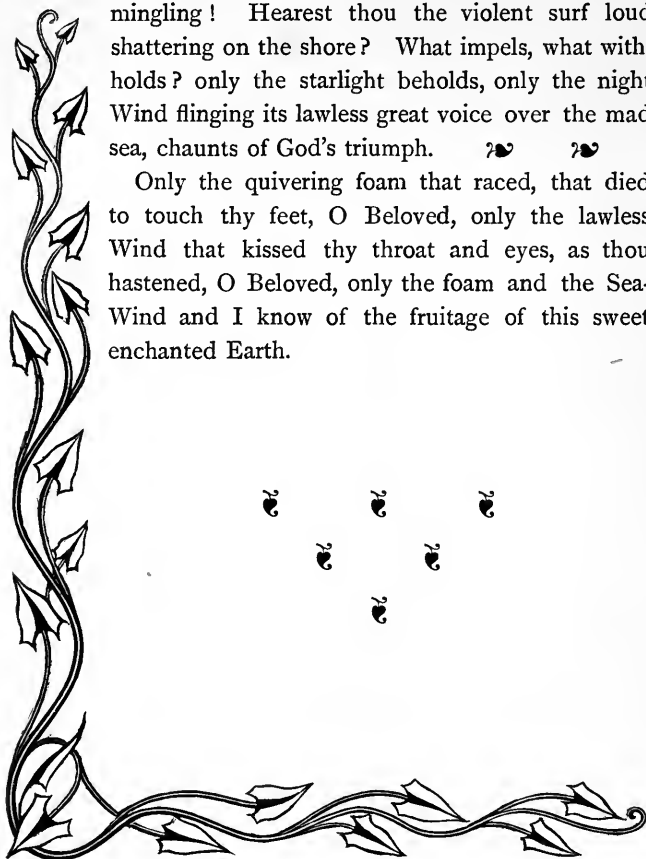 mingling ! Hearest thou the violent surf loud
shattering on the shore ? What impels, what with
holds ? only the starlight beholds, only the night
Wind flinging its lawless great voice over the mad
sea, chaunts of God's triumph. ❧ ❧
Only the quivering foam that raced, that died
to touch thy feet, O Beloved, only the lawless
Wind that kissed thy throat and eyes, as thou
hastened, O Beloved, only the foam and the Sea-
Wind and I know of the fruitage of this sweet
enchanted Earth.